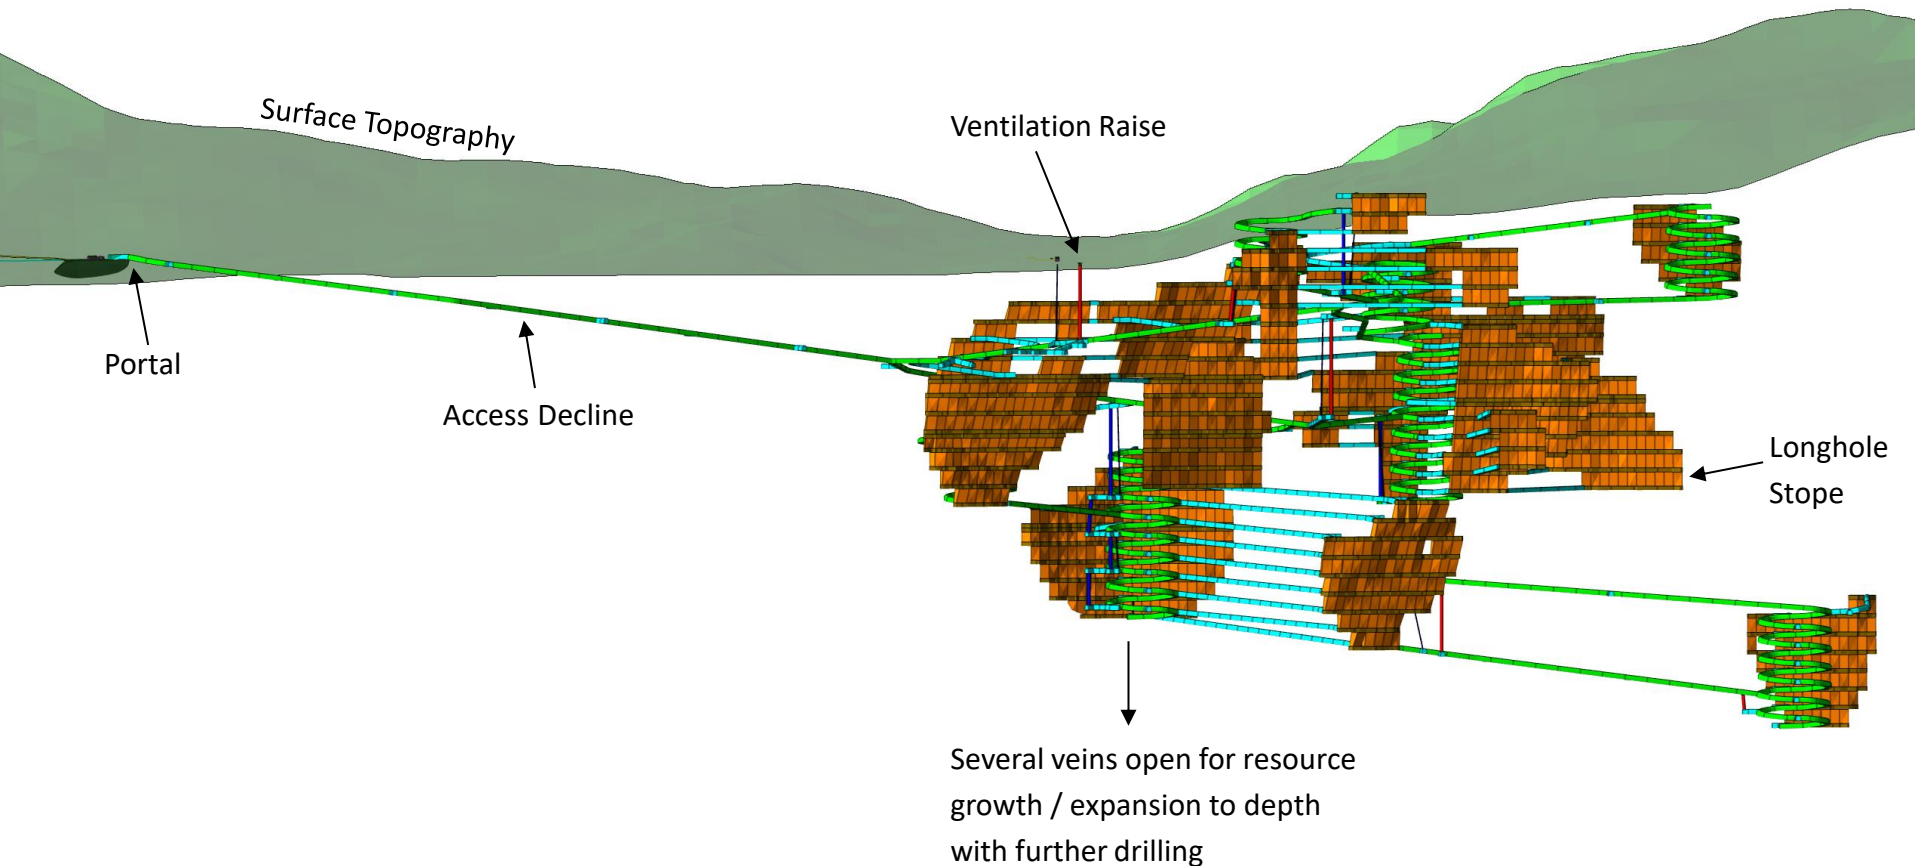 Surface Topography
Ventilation Raise
Portal
Access Decline
Longhole
Stope
Several veins open for resource
growth / expansion to depth
with further drilling